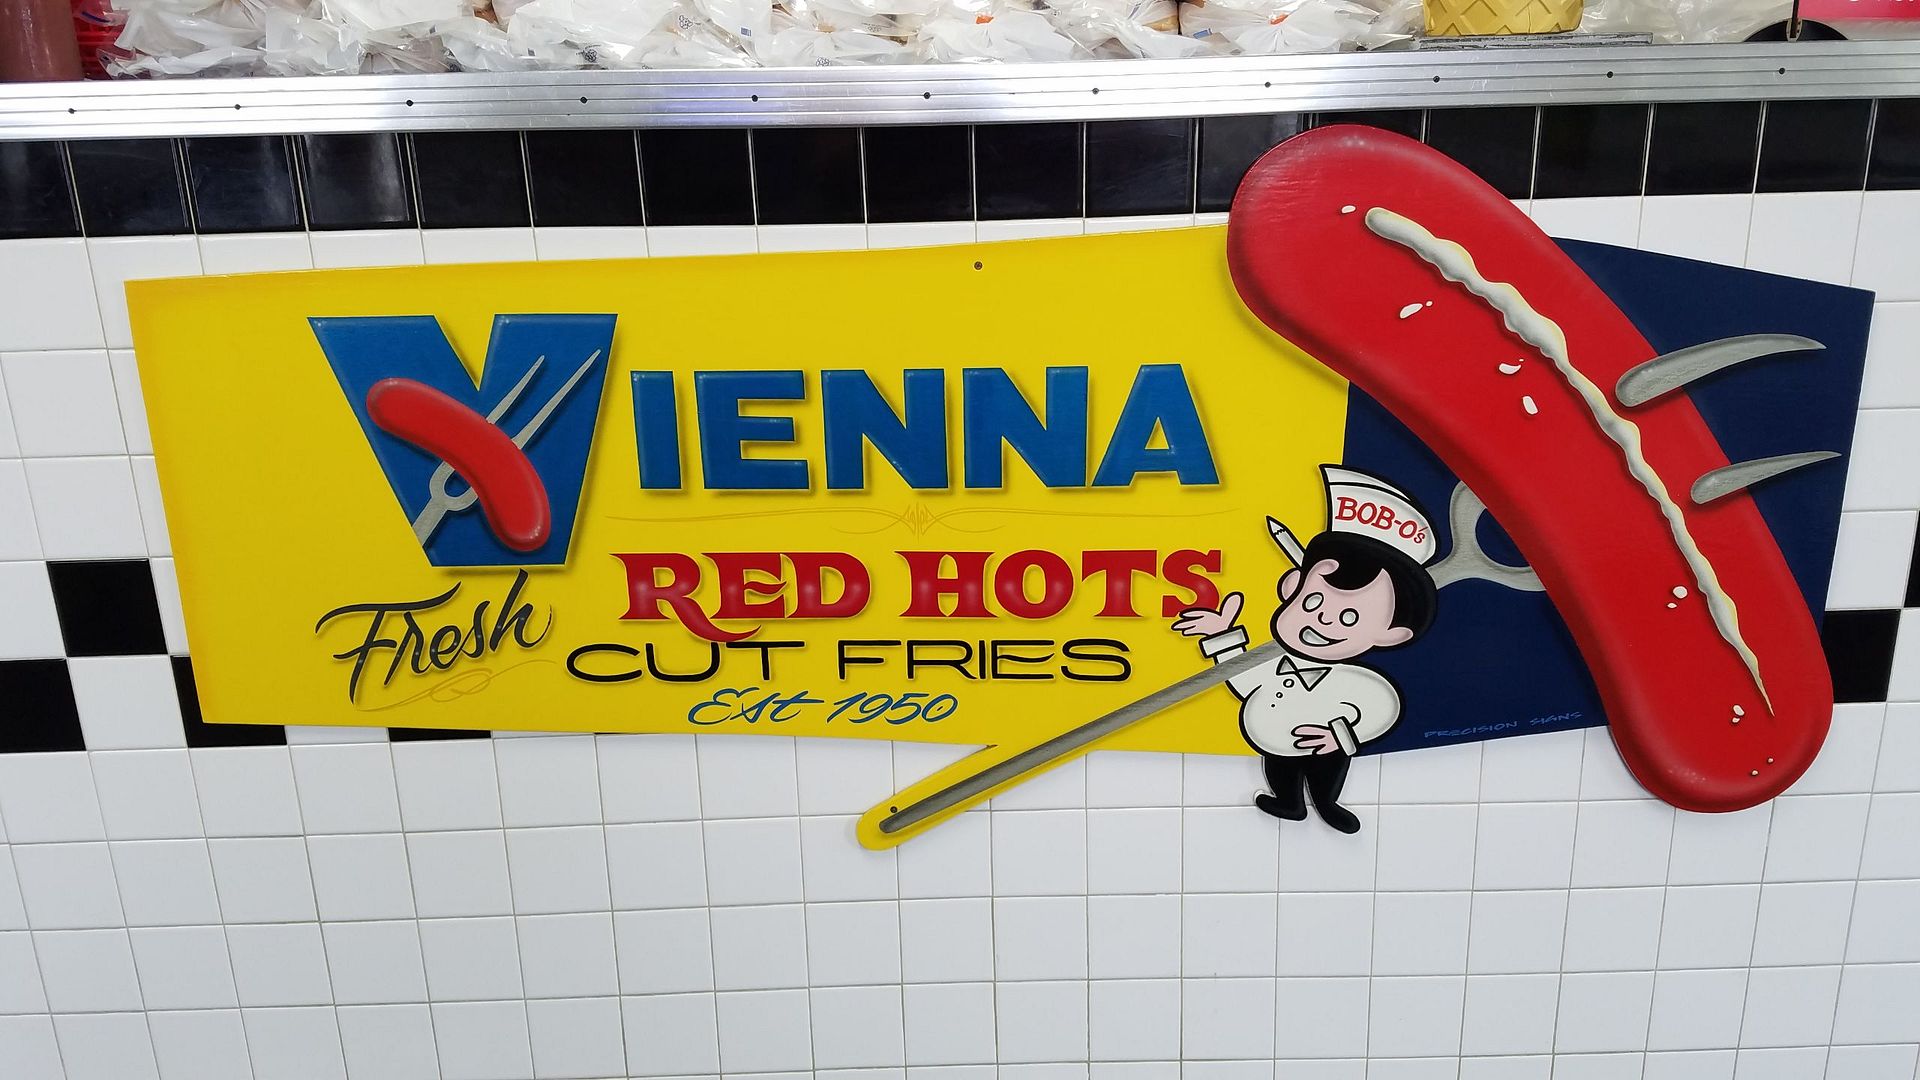 VIENNA
RED HOTS
Fresh CUT FRIES
Est 1950
BOB-O's
PRECISION SIGNS